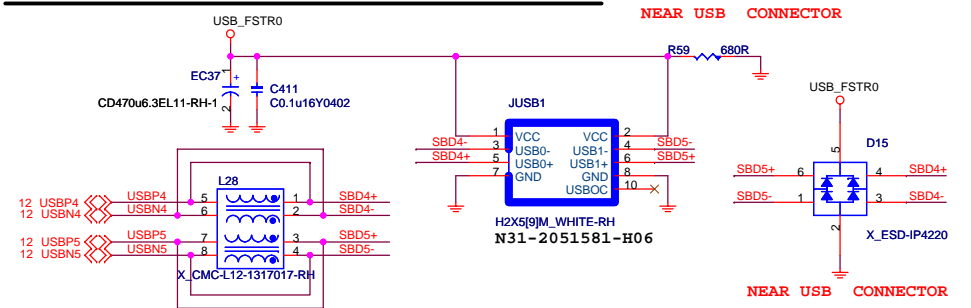 NEAR USB CONNECTOR
USB_FSTR0
R59 680R
EC37 1 +
C411
CD470u6.3EL11-RH-1 C0.1u16Y0402
2
JUSB1
USB_FSTR0
1 VCC VCC 2
SBD4- 3 USB0- USB1- 4 SBD5-
SBD4+ 5 USB0+ USB1+ 6 SBD5+
7 GND GND 8
USBOC 10
H2X5[9]M_WHITE-RH
N31-2051581-H06
D15
5
SBD5+ 6 4 SBD4+
SBD5- 1 3 SBD4-
2
X_ESD-IP4220
NEAR USB CONNECTOR
L28
12 USBP4 USBP4 5 1 SBD4+
12 USBN4 USBN4 6 2 SBD4-
12 USBP5 USBP5 7 3 SBD5+
12 USBN5 USBN5 8 4 SBD5-
X_CMC-L12-1317017-RH